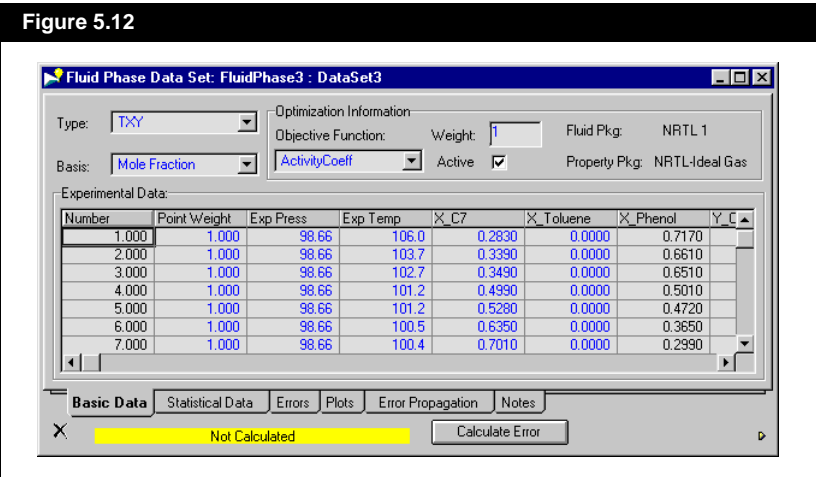 Figure 5.12
Fluid Phase Data Set: FluidPhase3 : DataSet3
Type: TXY
Basis: Mole Fraction
Optimization Information
Objective Function: Weight: 1 Fluid Pkg: NRTL 1
ActivityCoeff Active Property Pkg: NRTL-Ideal Gas
Experimental Data:
Number Point Weight Exp Press Exp Temp X_C7 X_Toluene X_Phenol
1.000 1.000 98.66 106.0 0.2830 0.0000 0.7170
2.000 1.000 98.66 103.7 0.3390 0.0000 0.6610
3.000 1.000 98.66 102.7 0.3490 0.0000 0.6510
4.000 1.000 98.66 101.2 0.4990 0.0000 0.5010
5.000 1.000 98.66 101.2 0.5280 0.0000 0.4720
6.000 1.000 98.66 100.5 0.6350 0.0000 0.3650
7.000 1.000 98.66 100.4 0.7010 0.0000 0.2990
Basic Data Statistical Data Errors Plots Error Propagation Notes
Not Calculated Calculate Error